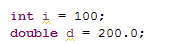 int i = 100;
double d = 200.0;